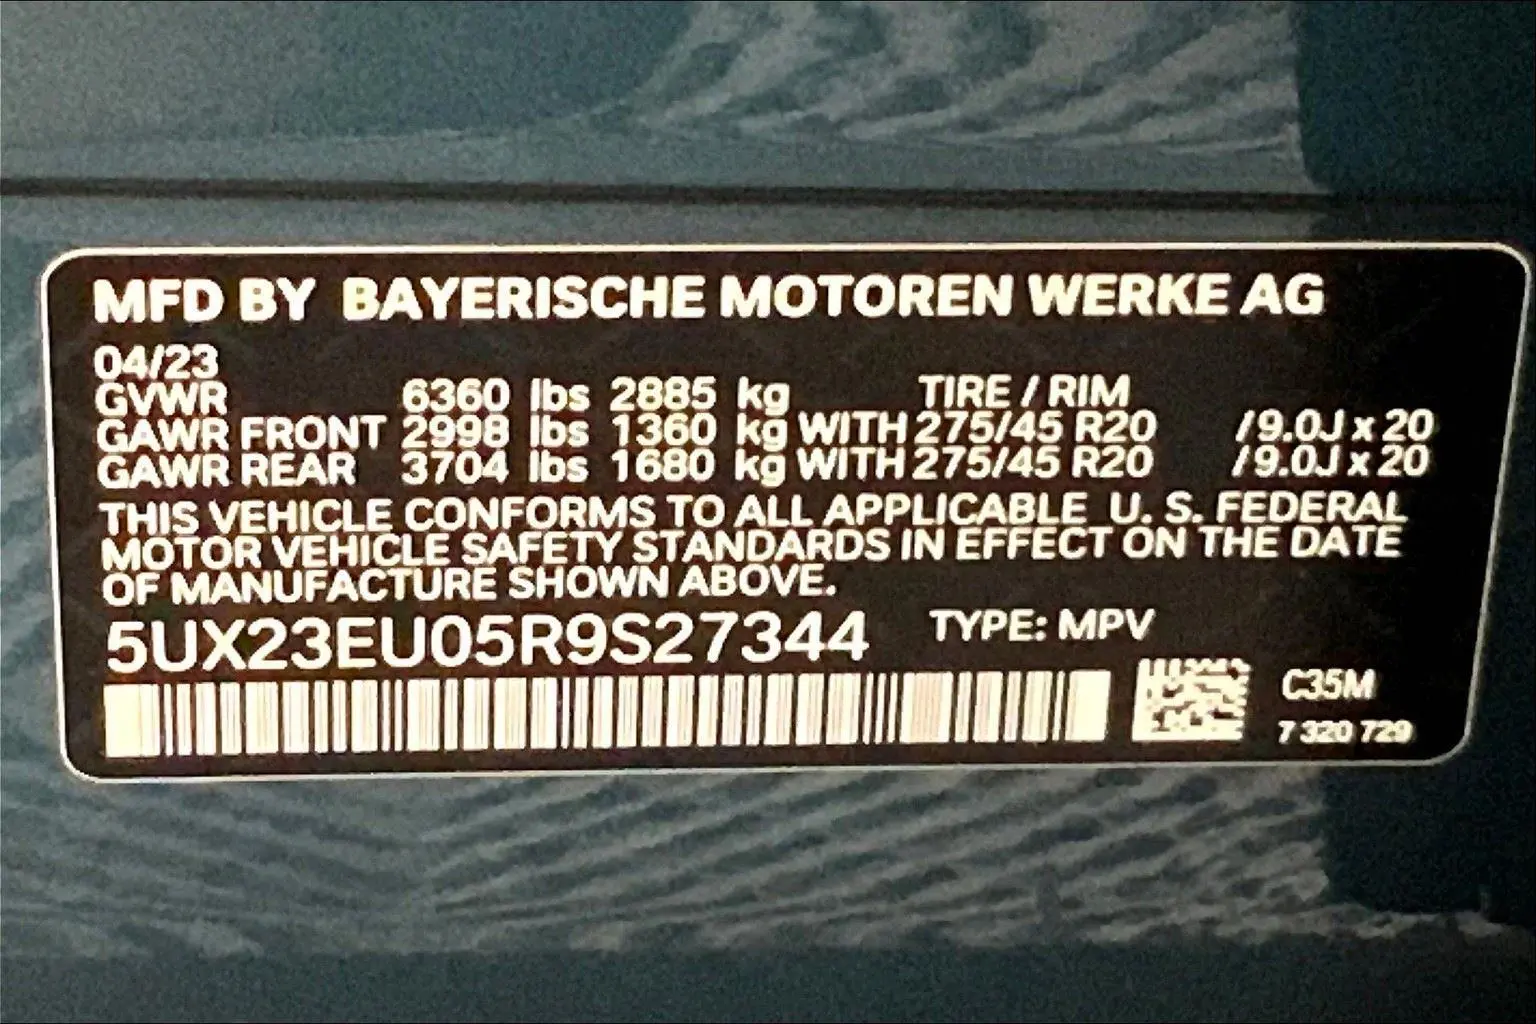 MFD BY BAYERISCHE MOTOREN WERKE AG
04/23
GVWR 6360 lbs 2885 kg TIRE / RIM
GAWR FRONT 2998 lbs 1360 kg WITH 275/45 R20 /9.0J x 20
GAWR REAR 3704 lbs 1680 kg WITH 275/45 R20 /9.0J x 20
THIS VEHICLE CONFORMS TO ALL APPLICABLE U. S. FEDERAL
MOTOR VEHICLE SAFETY STANDARDS IN EFFECT ON THE DATE
OF MANUFACTURE SHOWN ABOVE.
5UX23EU05R9S27344 TYPE: MPV
C35M
7 320 729